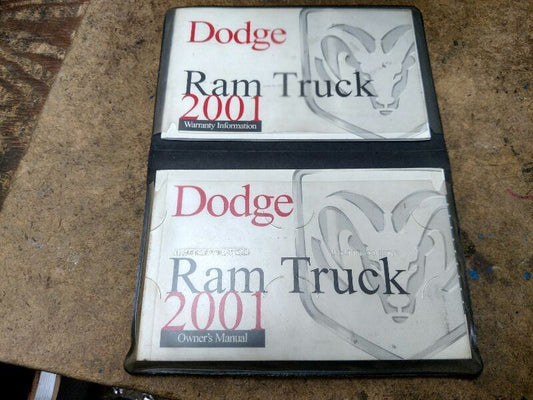 Dodge
Ram Truck
2001
Warranty Information
Dodge
Ram Truck
2001
Owner's Manual